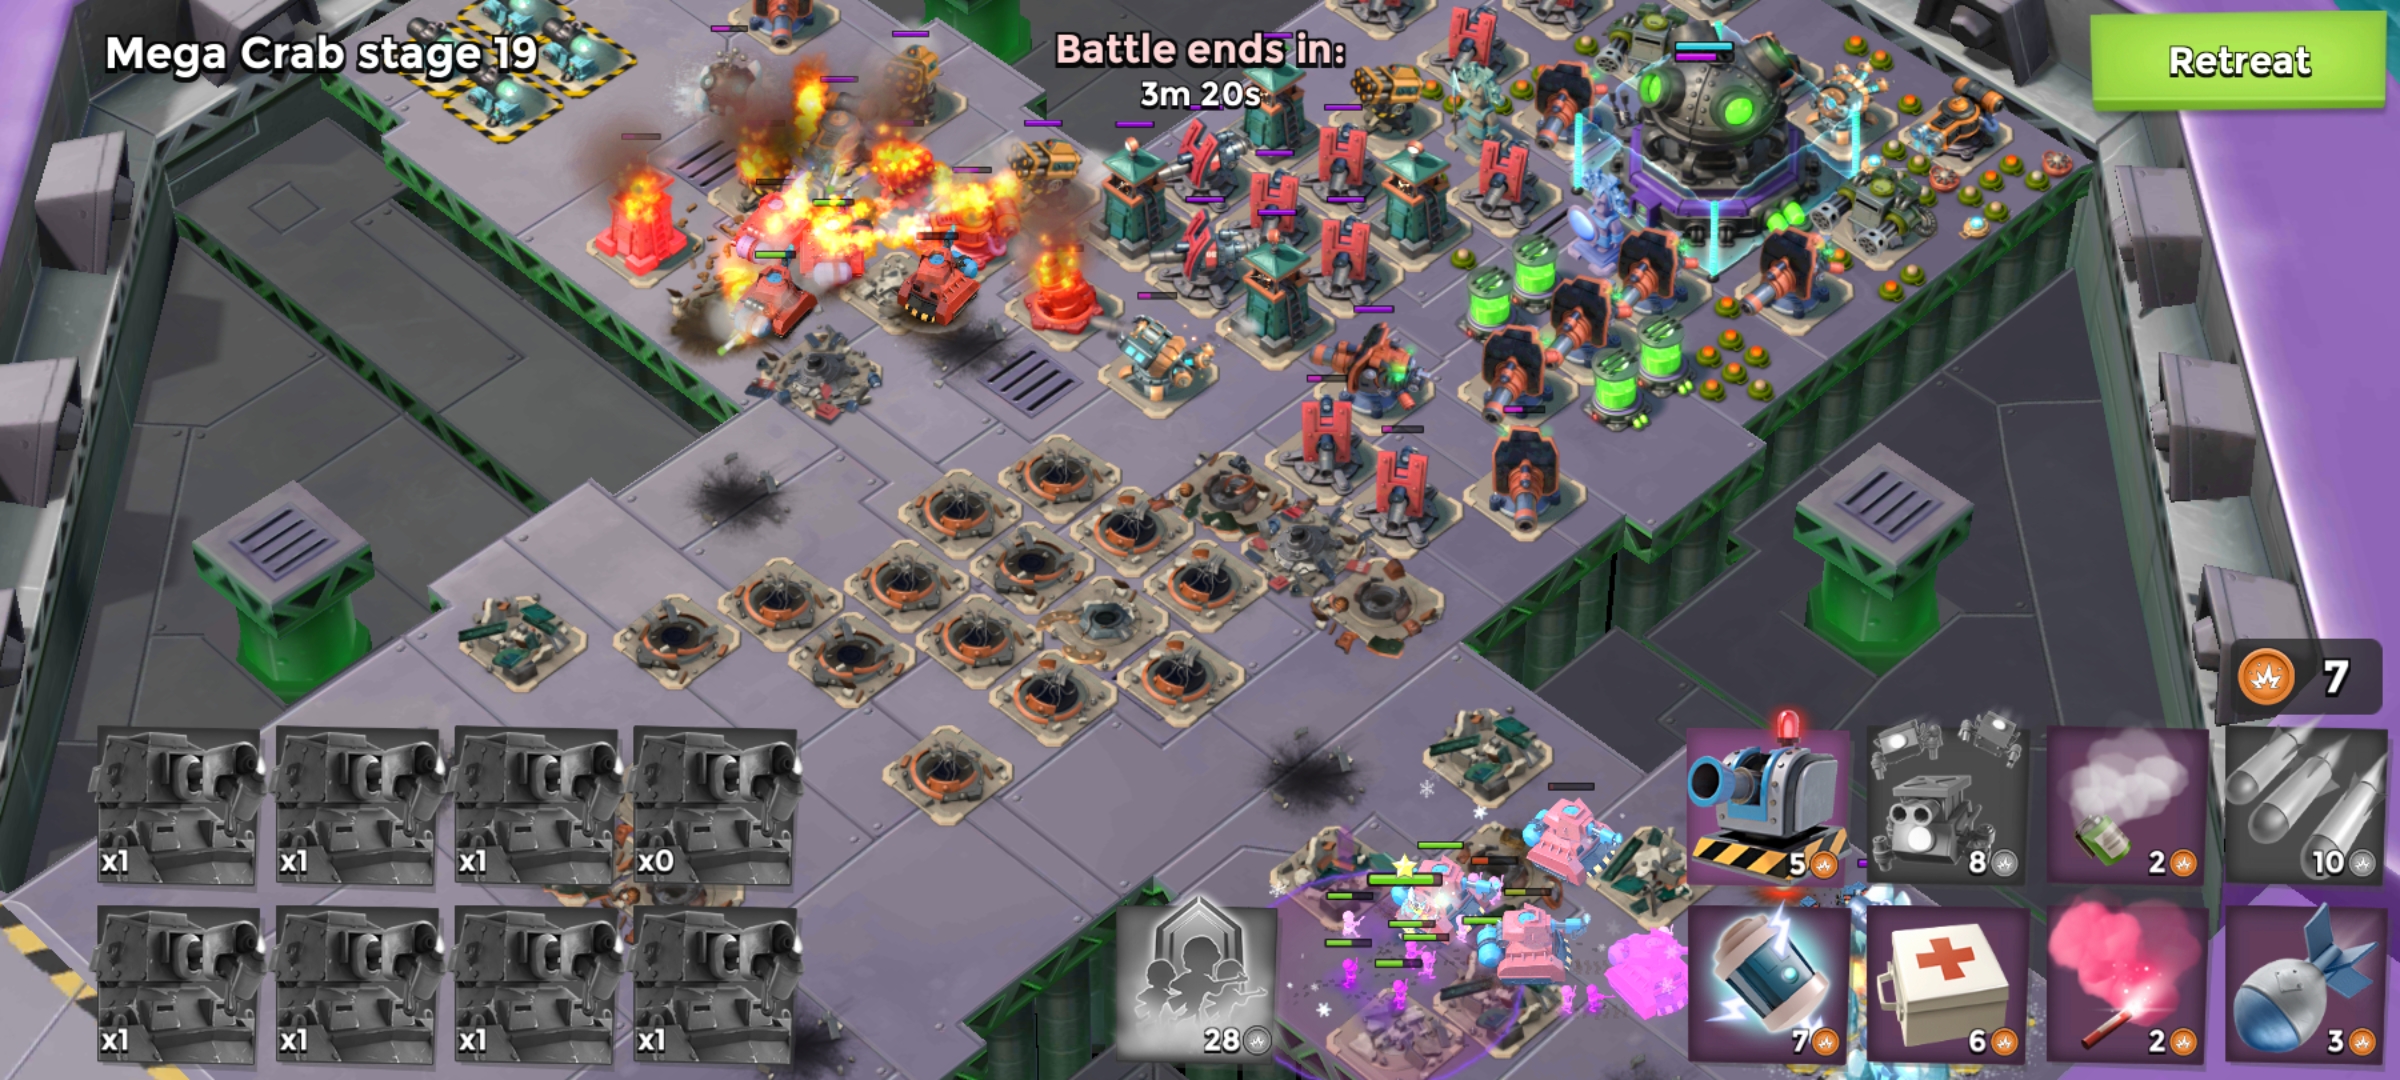 Mega Crab stage 19
Battle ends in:
3m 20s
Retreat
7
x1
x1
x1
x0
5
8
2
10
x1
x1
x1
x1
28
7
6
2
3